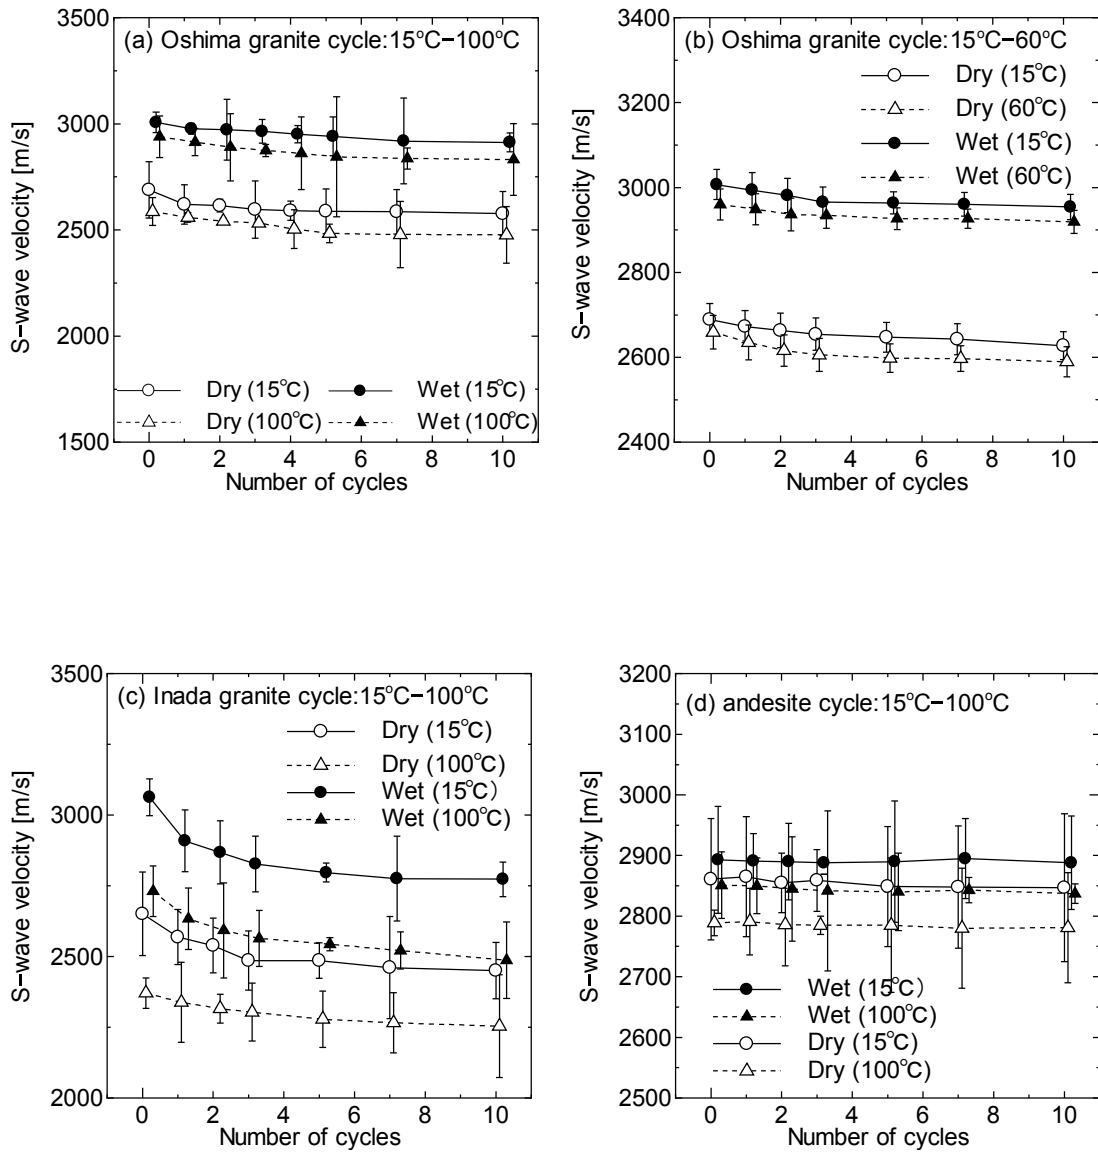 (a) Oshima granite cycle:15℃−100℃
S−wave velocity [m/s]
3500
3000
2500
2000
1500
Dry (15℃)
Wet (15℃)
Dry (100℃)
Wet (100℃)
0 2 4 6 8 10
Number of cycles
(b) Oshima granite cycle:15℃−60℃
S−wave velocity [m/s]
3400
3200
3000
2800
2600
2400
Dry (15℃)
Dry (60℃)
Wet (15℃)
Wet (60℃)
0 2 4 6 8 10
Number of cycles
(c) Inada granite cycle:15℃−100℃
S−wave velocity [m/s]
3500
3000
2500
2000
Dry (15℃)
Dry (100℃)
Wet (15℃)
Wet (100℃)
0 2 4 6 8 10
Number of cycles
(d) andesite cycle:15℃−100℃
S−wave velocity [m/s]
3200
3100
3000
2900
2800
2700
2600
2500
Wet (15℃)
Wet (100℃)
Dry (15℃)
Dry (100℃)
0 2 4 6 8 10
Number of cycles